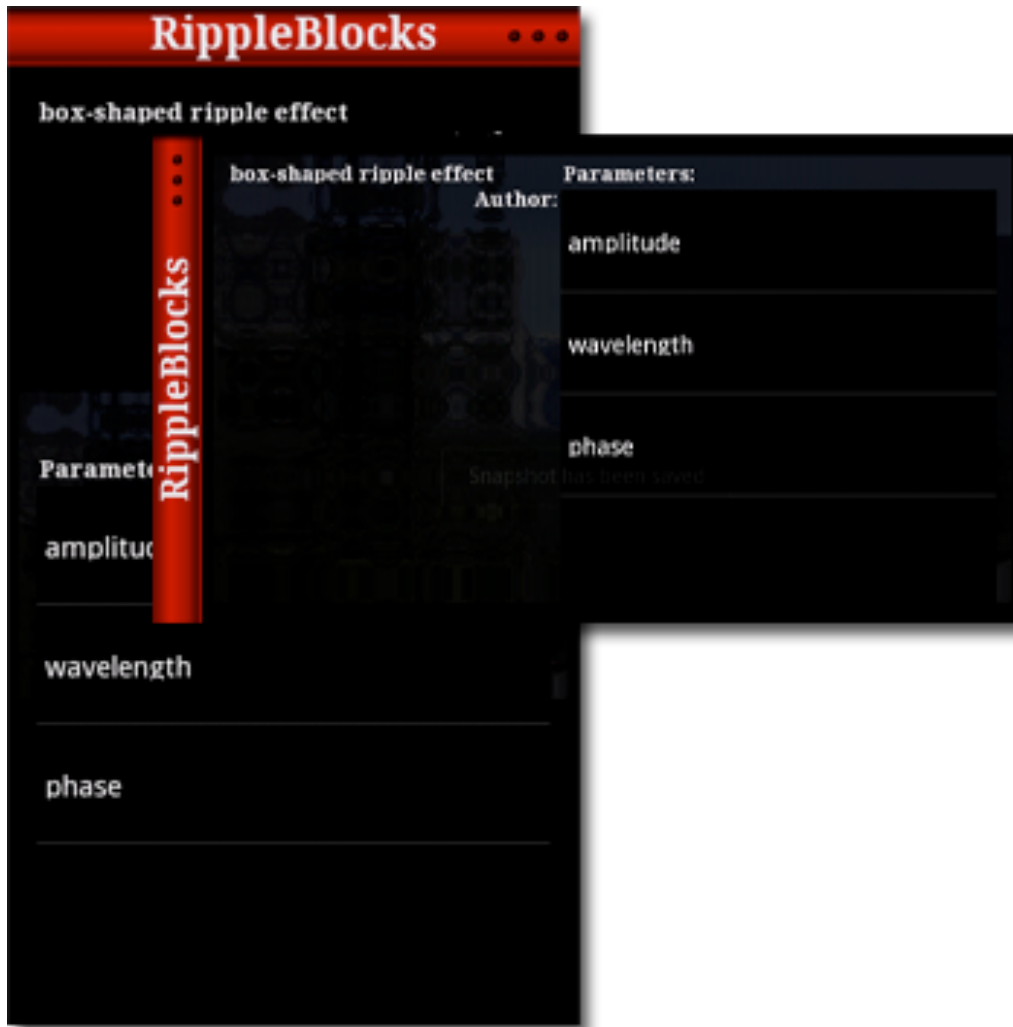 RippleBlocks
box-shaped ripple effect
Paramet
amplitud
wavelength
phase
RippleBlocks
box-shaped ripple effect
Author:
Parameters:
amplitude
wavelength
phase
Snapshot has been saved